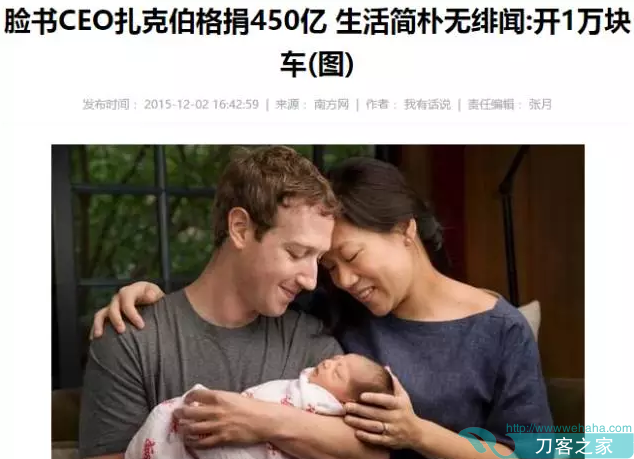 脸书CEO扎克伯格捐450亿 生活简朴无绯闻:开1万块
车(图)
发布时间： 2015-12-02 16:42:59 | 来源： 南方网 | 作者： 我有话说 | 责任编辑： 张月
http://www.wehaha.com
刀客之家